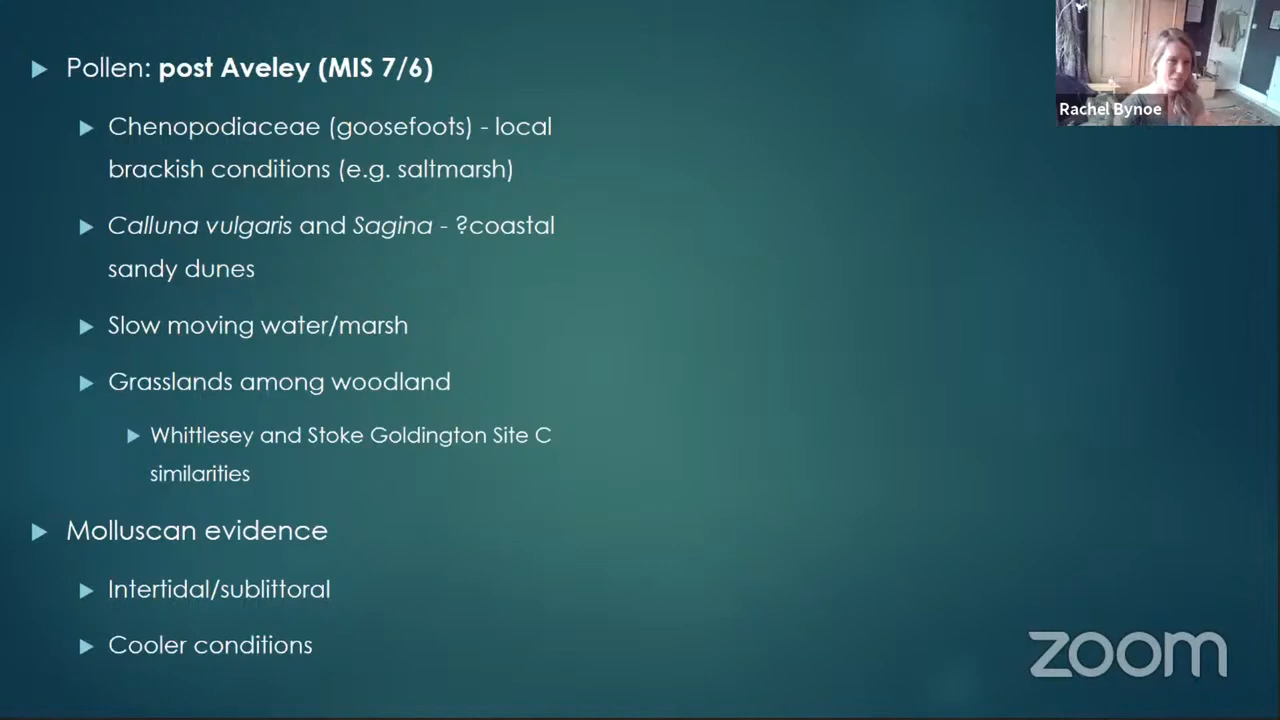 Pollen: post Aveley (MIS 7/6)
Chenopodiaceae (goosefoots) - local
brackish conditions (e.g. saltmarsh)
Calluna vulgaris and Sagina - ?coastal
sandy dunes
Slow moving water/marsh
Grasslands among woodland
Whittlesey and Stoke Goldington Site C
similarities
Molluscan evidence
Intertidal/sublittoral
Cooler conditions
Rachel Bynoe
zoom